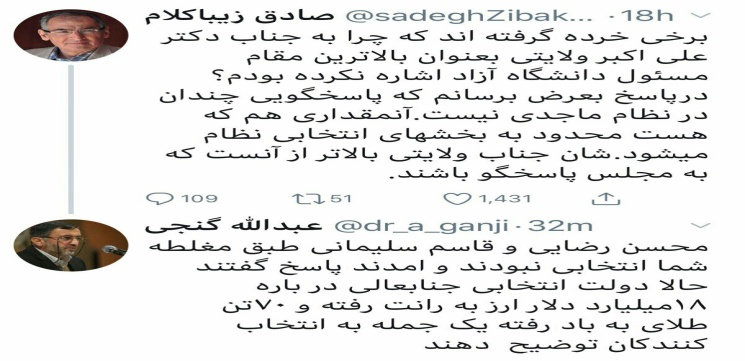 صادق زیباکلام @sadeghZibak... · 18h
برخی خرده گرفته اند که چرا به جناب دکتر
علی اکبر ولایتی بعنوان بالاترین مقام
مسئول دانشگاه آزاد اشاره نکرده بودم؟
درپاسخ بعرض برسانم که پاسخگویی چندان
در نظام ماجدی نیست.آنمقداری هم که
هست محدود به بخشهای انتخابی نظام
میشود.شان جناب ولایتی بالاتر از آنست که
به مجلس پاسخگو باشند.
109 51 1,431
عبدالله گنجی @dr_a_ganji · 32m
محسن رضایی و قاسم سلیمانی طبق مغلطه
شما انتخابی نبودند و امدند پاسخ گفتند
حالا دولت انتخابی جنابعالی در باره
۱۸میلیارد دلار ارز به رانت رفته و ۷۰تن
طلای به باد رفته یک جمله به انتخاب
کنندکان توضیح دهند